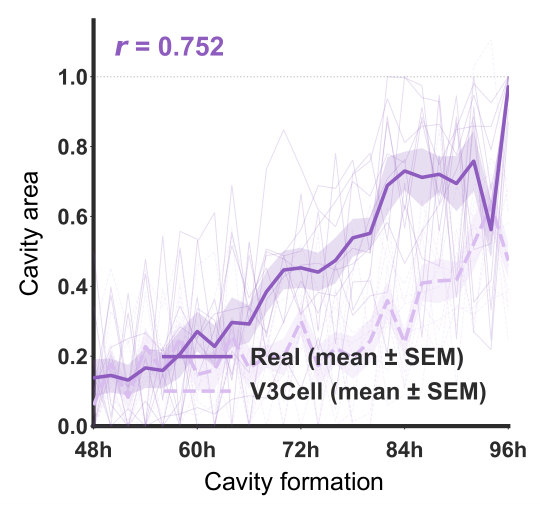 r = 0.752
1.0
0.8
0.6
0.4
0.2
0.0
Cavity area
Real (mean ± SEM)
V3Cell (mean ± SEM)
48h 60h 72h 84h 96h
Cavity formation